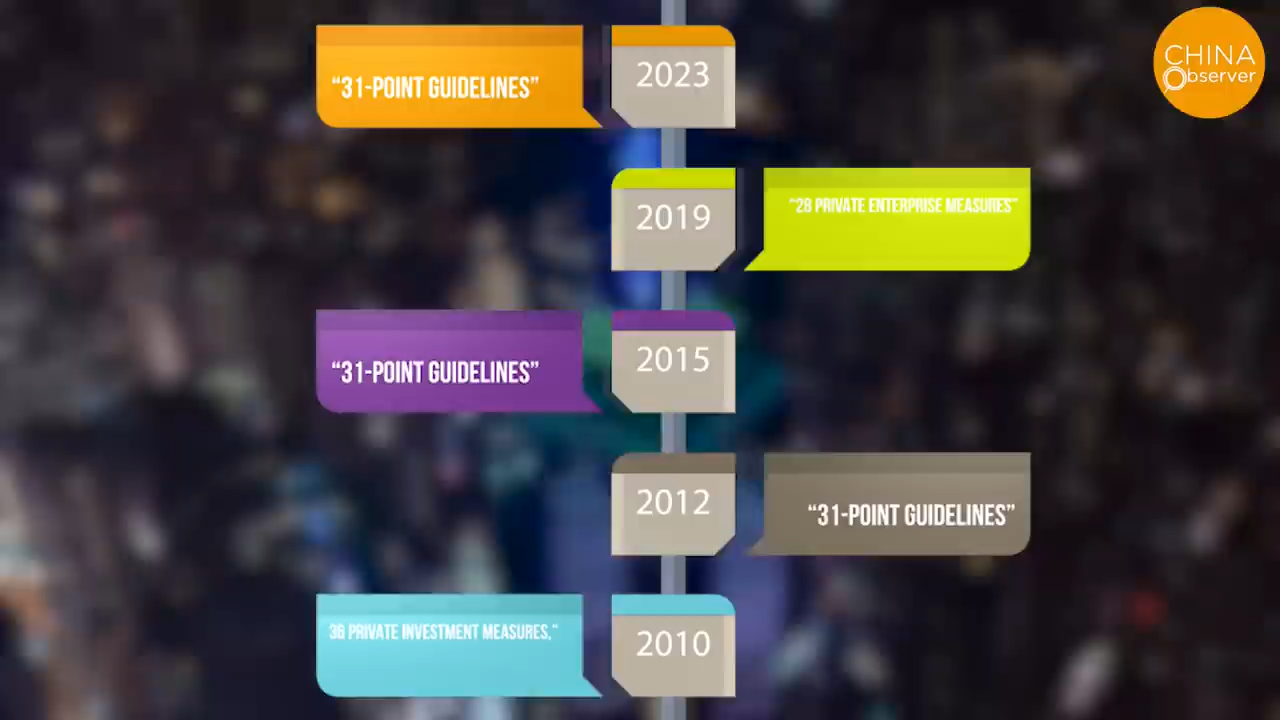 CHINA
Observer
“31-POINT GUIDELINES”
2023
2019
“28 PRIVATE ENTERPRISE MEASURES”
“31-POINT GUIDELINES”
2015
2012
“31-POINT GUIDELINES”
36 PRIVATE INVESTMENT MEASURES,”
2010